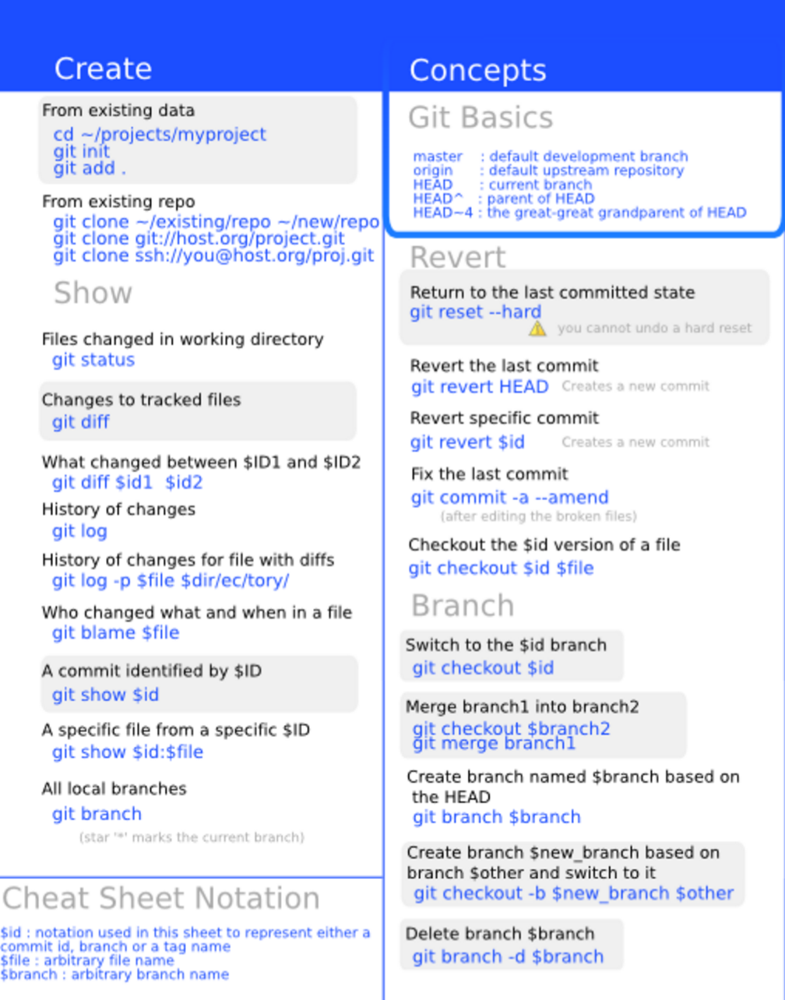 Create
From existing data
cd ~/projects/myproject
git init
git add .
From existing repo
git clone ~/existing/repo ~/new/repo
git clone git://host.org/project.git
git clone ssh://you@host.org/proj.git
Show
Files changed in working directory
git status
Changes to tracked files
git diff
What changed between $ID1 and $ID2
git diff $id1 $id2
History of changes
git log
History of changes for file with diffs
git log -p $file $dir/ec/tory/
Who changed what and when in a file
git blame $file
A commit identified by $ID
git show $id
A specific file from a specific $ID
git show $id:$file
All local branches
git branch
(star '*' marks the current branch)
Cheat Sheet Notation
$id : notation used in this sheet to represent either a
commit id, branch or a tag name
$file : arbitrary file name
$branch : arbitrary branch name
Concepts
Git Basics
master : default development branch
origin : default upstream repository
HEAD : current branch
HEAD^ : parent of HEAD
HEAD~4 : the great-great grandparent of HEAD
Revert
Return to the last committed state
git reset --hard
you cannot undo a hard reset
Revert the last commit
git revert HEAD Creates a new commit
Revert specific commit
git revert $id Creates a new commit
Fix the last commit
git commit -a --amend
(after editing the broken files)
Checkout the $id version of a file
git checkout $id $file
Branch
Switch to the $id branch
git checkout $id
Merge branch1 into branch2
git checkout $branch2
git merge branch1
Create branch named $branch based on
the HEAD
git branch $branch
Create branch $new_branch based on
branch $other and switch to it
git checkout -b $new_branch $other
Delete branch $branch
git branch -d $branch